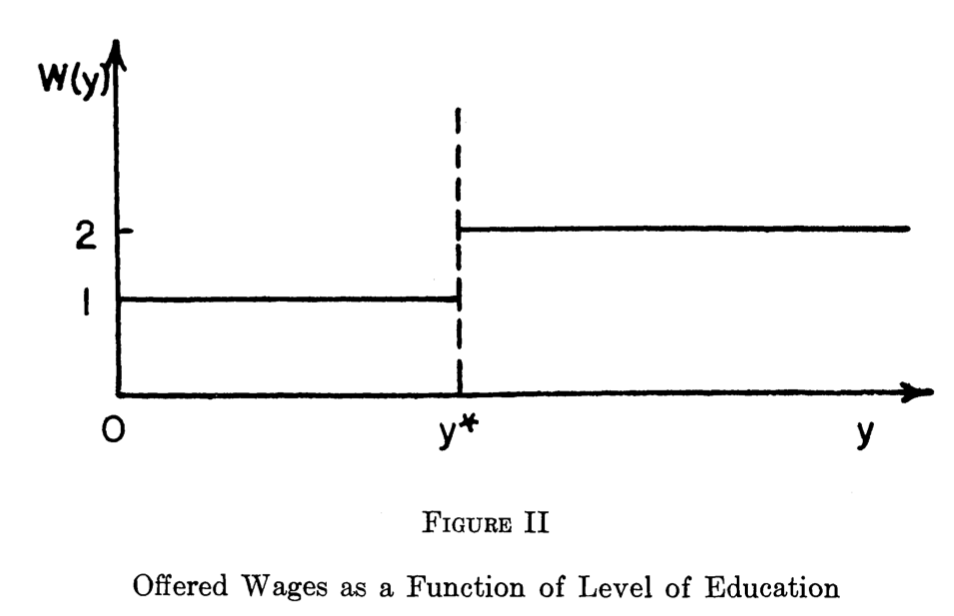 W(y)
2
1
0 y* y
FIGURE II
Offered Wages as a Function of Level of Education